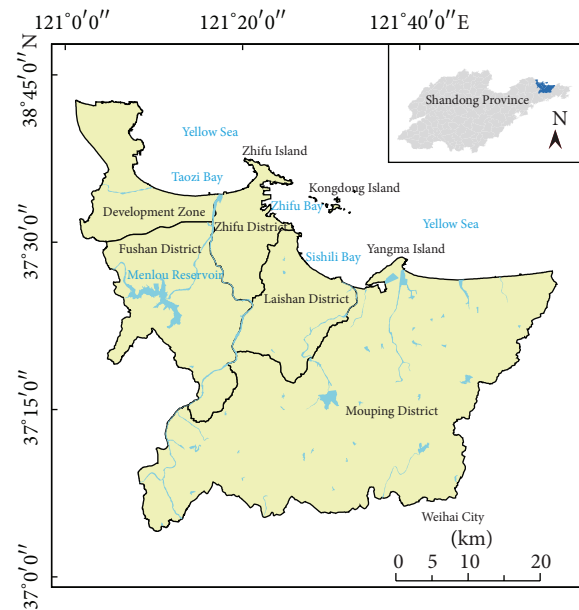 121°0′0″
121°20′0″
121°40′0″E
38°45′0″ N
37°30′0″
37°15′0″
37°0′0″
Shandong Province
N
Yellow Sea
Zhifu Island
Taozi Bay
Kongdong Island
Development Zone
Zhifu Bay
Yellow Sea
Zhifu District
Fushan District
Sishili Bay
Yangma Island
Menlou Reservoir
Laishan District
Mouping District
Weihai City
(km)
0 10 20